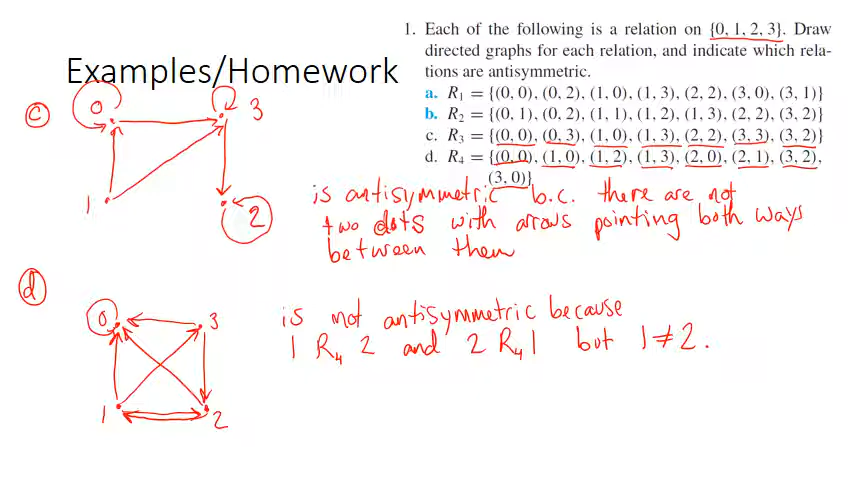 Examples/Homework
1. Each of the following is a relation on {0, 1, 2, 3}. Draw
directed graphs for each relation, and indicate which rela-
tions are antisymmetric.
a. R₁ = {(0, 0), (0, 2), (1, 0), (1, 3), (2, 2), (3, 0), (3, 1)}
b. R₂ = {(0, 1), (0, 2), (1, 1), (1, 2), (1, 3), (2, 2), (3, 2)}
c. R₃ = {(0, 0), (0, 3), (1, 0), (1, 3), (2, 2), (3, 3), (3, 2)}
d. R₄ = {(0, 0), (1, 0), (1, 2), (1, 3), (2, 0), (2, 1), (3, 2),
(3, 0)}
c
0
3
1
2
is antisymmetric b.c. there are not
two dots with arrows pointing both ways
between them
d
0
3
1
2
is not antisymmetric because
1 R₄ 2 and 2 R₄ 1 but 1 ≠ 2.